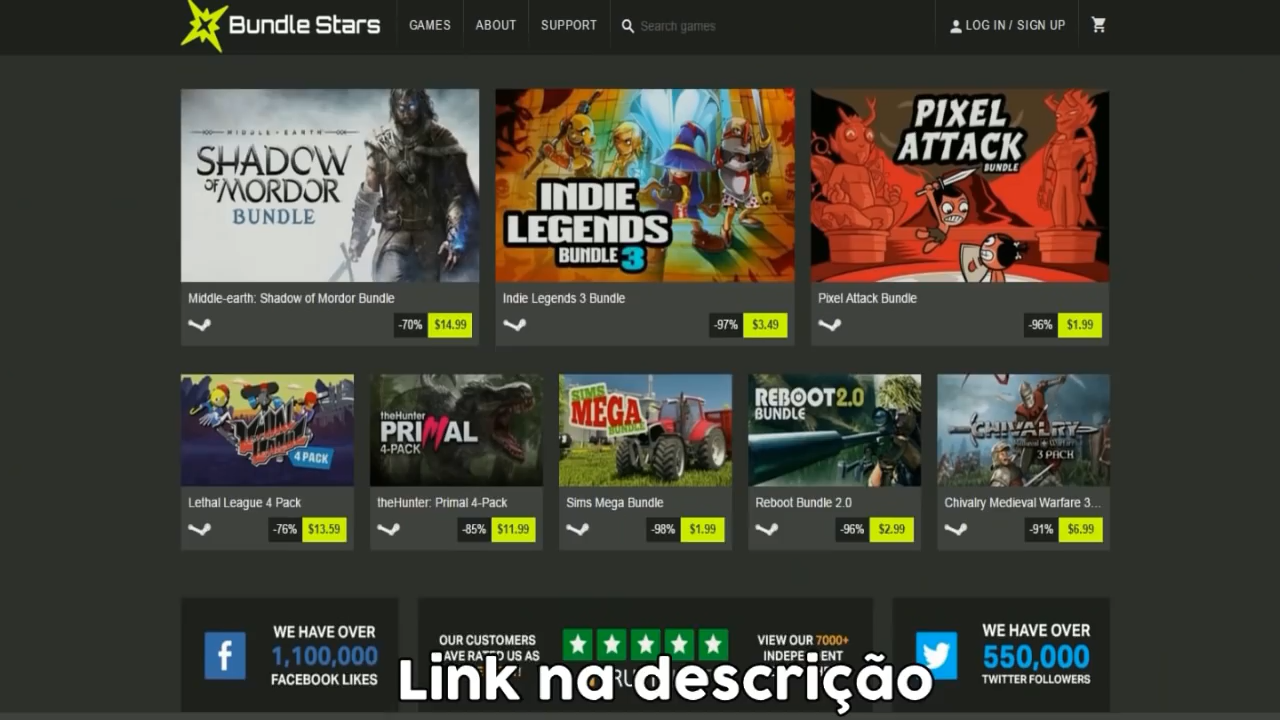 Bundle Stars
GAMES
ABOUT
SUPPORT
Search games
LOG IN / SIGN UP
MIDDLE-EARTH
SHADOW
OF MORDOR
BUNDLE
INDIE
LEGENDS
BUNDLE 3
PIXEL
ATTACK
BUNDLE
Middle-earth: Shadow of Mordor Bundle
-70% $14.99
Indie Legends 3 Bundle
-97% $3.49
Pixel Attack Bundle
-96% $1.99
4 PACK
theHunter
PRIMAL
4-PACK
SIMS
MEGA
BUNDLE
REBOOT2.0
BUNDLE
CHIVALRY
3 PACK
Lethal League 4 Pack
-76% $13.59
theHunter: Primal 4-Pack
-85% $11.99
Sims Mega Bundle
-98% $1.99
Reboot Bundle 2.0
-96% $2.99
Chivalry Medieval Warfare 3...
-91% $6.99
WE HAVE OVER
1,100,000
FACEBOOK LIKES
OUR CUSTOMERS
RATED US AS
VIEW OUR 7000+
WE HAVE OVER
550,000
TWITTER FOLLOWERS
Link na descrição